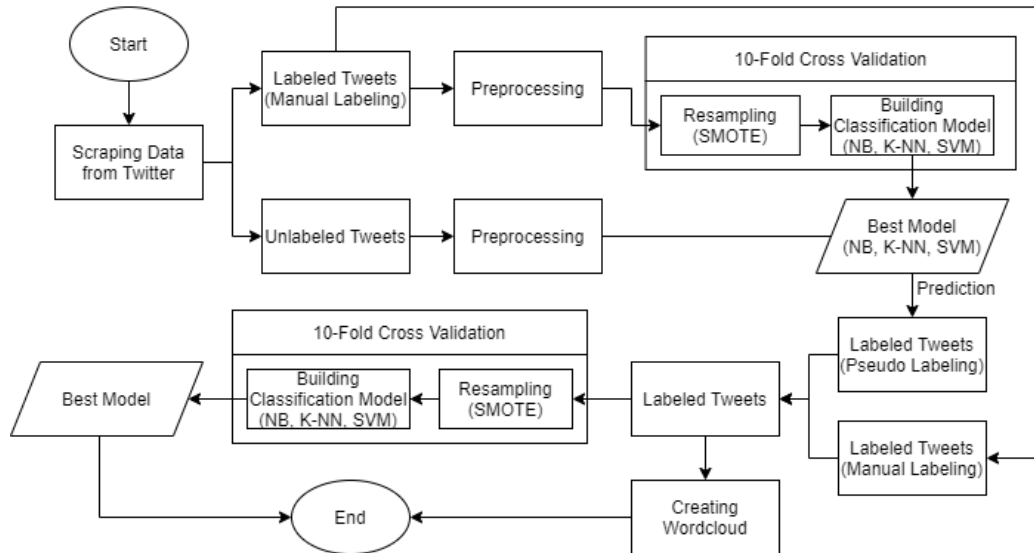 Start
Scraping Data
from Twitter
Labeled Tweets
(Manual Labeling)
Preprocessing
10-Fold Cross Validation
Resampling
(SMOTE)
Building
Classification Model
(NB, K-NN, SVM)
Unlabeled Tweets
Preprocessing
Best Model
(NB, K-NN, SVM)
Prediction
Labeled Tweets
(Pseudo Labeling)
Labeled Tweets
(Manual Labeling)
Labeled Tweets
10-Fold Cross Validation
Resampling
(SMOTE)
Building
Classification Model
(NB, K-NN, SVM)
Best Model
Creating
Wordcloud
End